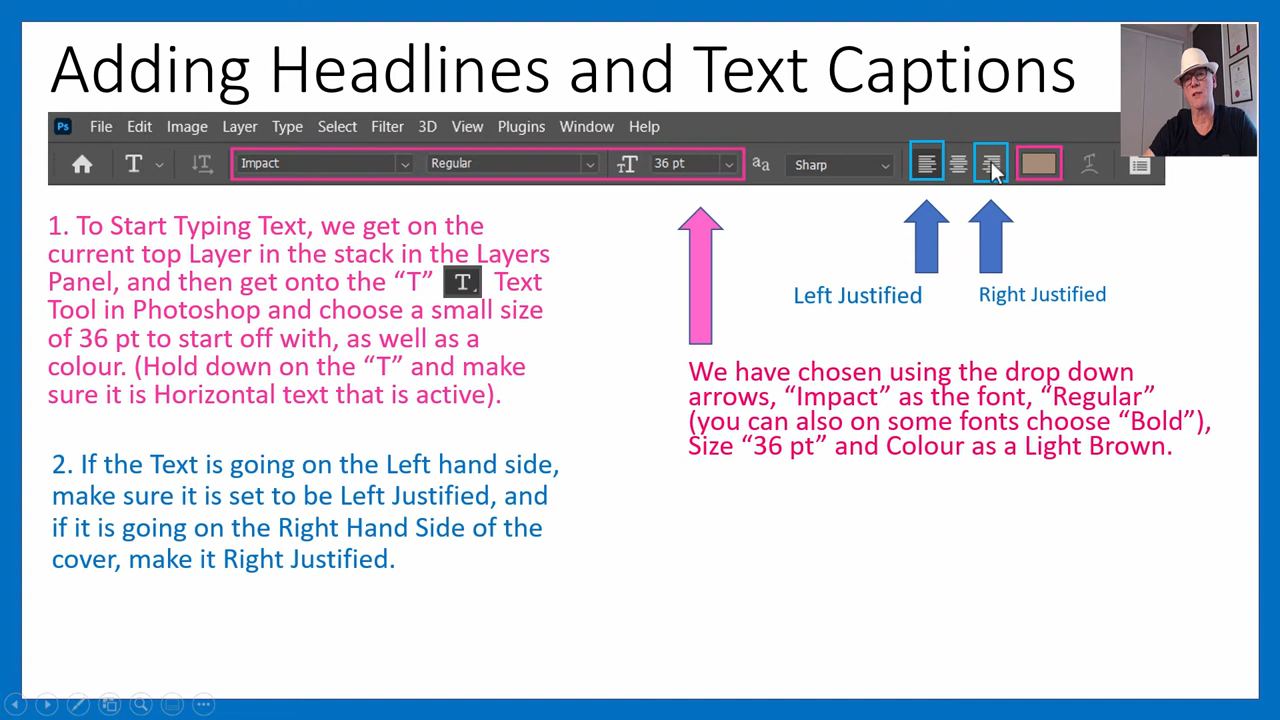 Adding Headlines and Text Captions
Ps File Edit Image Layer Type Select Filter 3D View Plugins Window Help
T Impact Regular 36 pt aa Sharp
1. To Start Typing Text, we get on the
current top Layer in the stack in the Layers
Panel, and then get onto the “T” T Text
Tool in Photoshop and choose a small size
of 36 pt to start off with, as well as a
colour. (Hold down on the “T” and make
sure it is Horizontal text that is active).
2. If the Text is going on the Left hand side,
make sure it is set to be Left Justified, and
if it is going on the Right Hand Side of the
cover, make it Right Justified.
Left Justified
Right Justified
We have chosen using the drop down
arrows, “Impact” as the font, “Regular”
(you can also on some fonts choose “Bold”),
Size “36 pt” and Colour as a Light Brown.